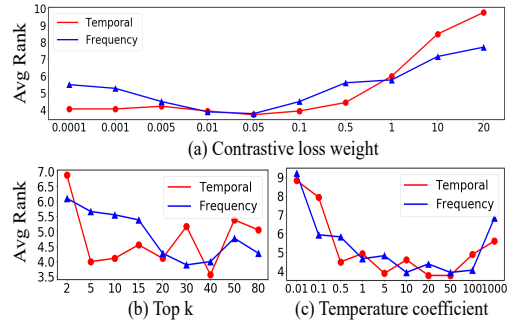 10
9
8
7
6
5
4
Avg Rank
Temporal
Frequency
0.0001 0.001 0.005 0.01 0.05 0.1 0.5 1 10 20
(a) Contrastive loss weight
7.0
6.5
6.0
5.5
5.0
4.5
4.0
3.5
Avg Rank
Temporal
Frequency
2 5 10 15 20 30 40 50 80
(b) Top k
9
8
7
6
5
4
Temporal
Frequency
0.01 0.1 0.5 1 5 10 20 50 100 1000
(c) Temperature coefficient